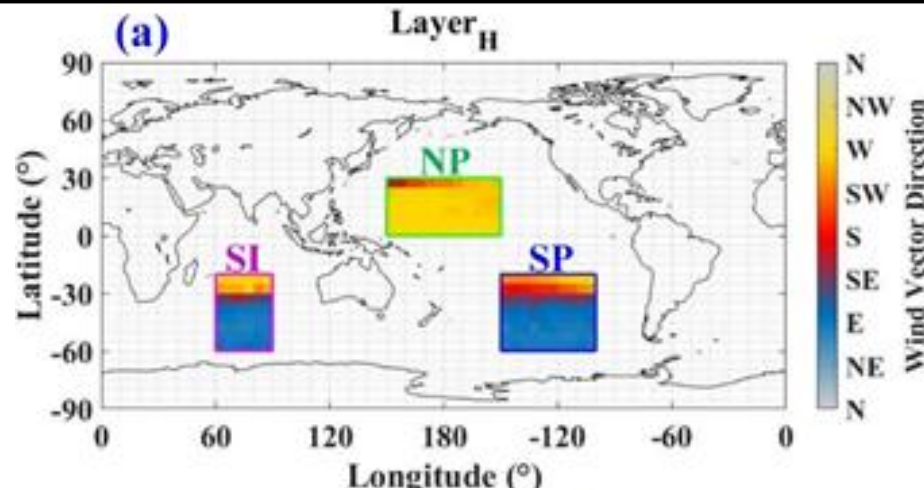 (a)
Layer_H
90
60
30
0
-30
-60
-90
Latitude (°)
NP
SI
SP
0
60
120
180
-120
-60
0
Longitude (°)
N
NW
W
SW
S
SE
E
NE
N
Wind Vector Direction